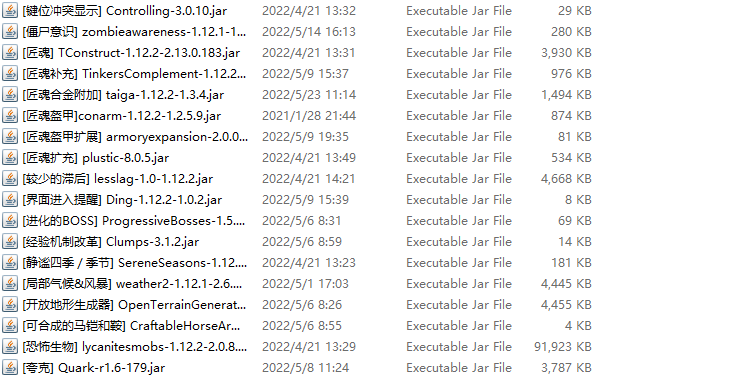 [键位冲突显示] Controlling-3.0.10.jar 2022/4/21 13:32 Executable Jar File 29 KB
[僵尸意识] zombieawareness-1.12.1-1... 2022/5/14 16:13 Executable Jar File 280 KB
[匠魂] TConstruct-1.12.2-2.13.0.183.jar 2022/4/21 13:31 Executable Jar File 3,930 KB
[匠魂补充] TinkersComplement-1.12.2... 2022/5/9 15:37 Executable Jar File 976 KB
[匠魂合金附加] taiga-1.12.2-1.3.4.jar 2022/5/23 11:14 Executable Jar File 1,494 KB
[匠魂盔甲]conarm-1.12.2-1.2.5.9.jar 2021/1/28 21:44 Executable Jar File 874 KB
[匠魂盔甲扩展] armoryexpansion-2.0.0... 2022/5/9 19:35 Executable Jar File 81 KB
[匠魂扩充] plustic-8.0.5.jar 2022/4/21 13:49 Executable Jar File 534 KB
[较少的滞后] lesslag-1.0-1.12.2.jar 2022/4/21 14:21 Executable Jar File 4,668 KB
[界面进入提醒] Ding-1.12.2-1.0.2.jar 2022/5/9 15:39 Executable Jar File 8 KB
[进化的BOSS] ProgressiveBosses-1.5.... 2022/5/6 8:31 Executable Jar File 69 KB
[经验机制改革] Clumps-3.1.2.jar 2022/5/6 8:59 Executable Jar File 14 KB
[静谧四季 / 季节] SereneSeasons-1.12.... 2022/4/21 13:23 Executable Jar File 181 KB
[局部气候&风暴] weather2-1.12.1-2.6.... 2022/5/1 17:03 Executable Jar File 4,445 KB
[开放地形生成器] OpenTerrainGenerat... 2022/5/6 8:26 Executable Jar File 4,455 KB
[可合成的马铠和鞍] CraftableHorseAr... 2022/5/6 8:55 Executable Jar File 4 KB
[恐怖生物] lycanitesmobs-1.12.2-2.0.8.... 2022/4/21 13:29 Executable Jar File 91,923 KB
[夸克] Quark-r1.6-179.jar 2022/5/8 11:24 Executable Jar File 3,787 KB